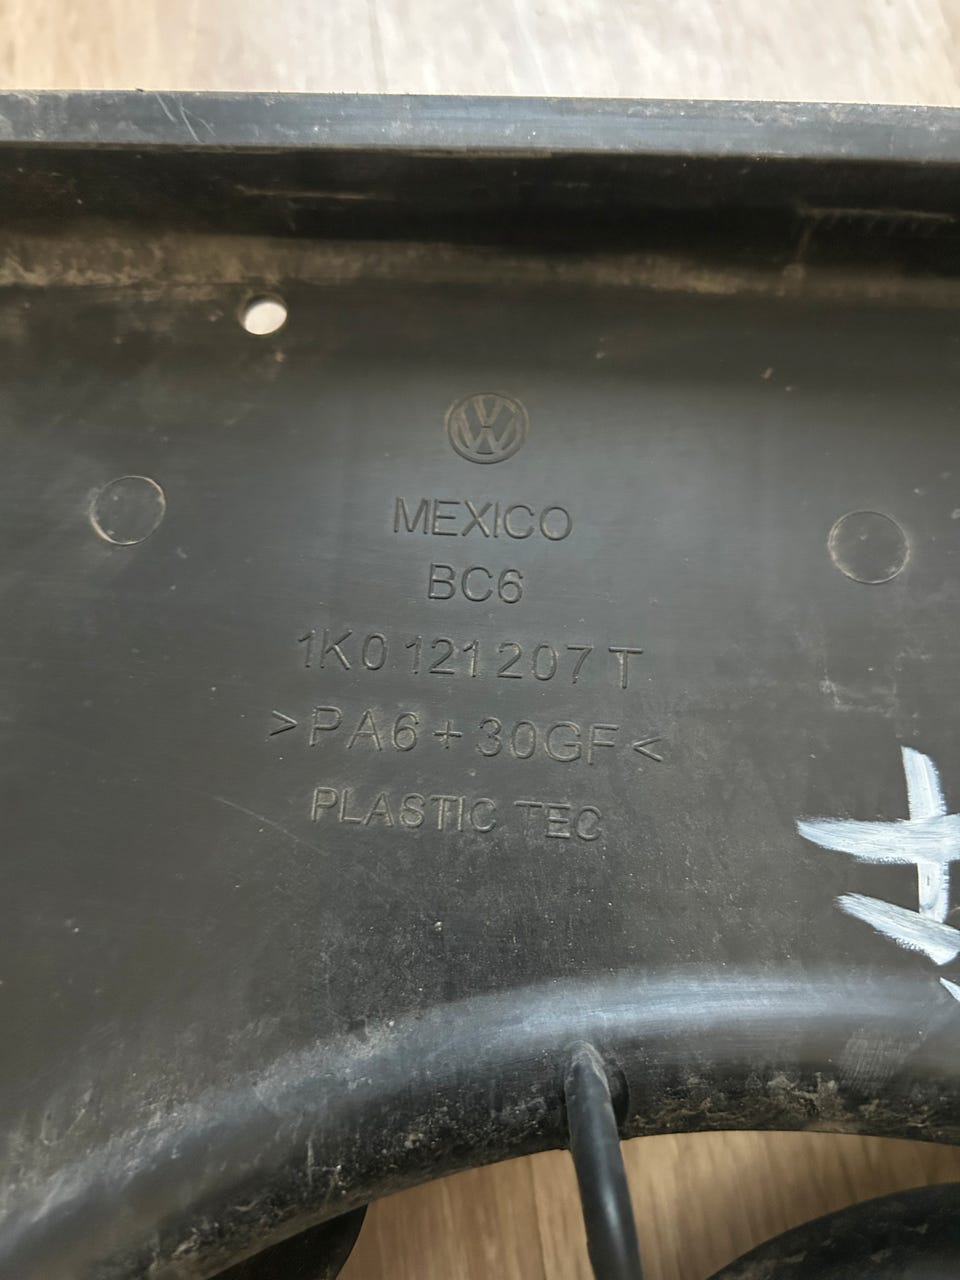 MEXICO
BC6
1K0 121 207 T
>PA6+30GF<
PLASTIC TEC